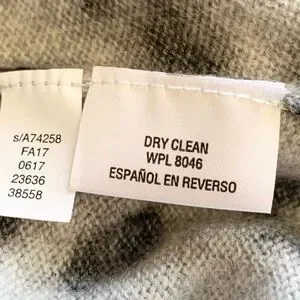 s/A74258
FA17
0617
23636
38558
DRY CLEAN
WPL 8046
ESPAÑOL EN REVERSO